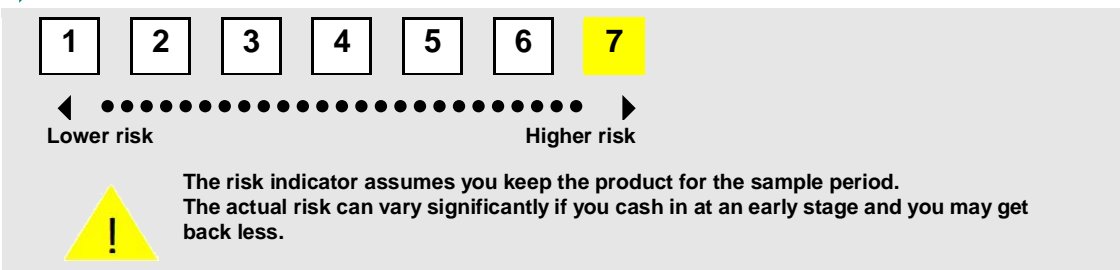 1 2 3 4 5 6 7
Lower risk Higher risk
!
The risk indicator assumes you keep the product for the sample period.
The actual risk can vary significantly if you cash in at an early stage and you may get
back less.